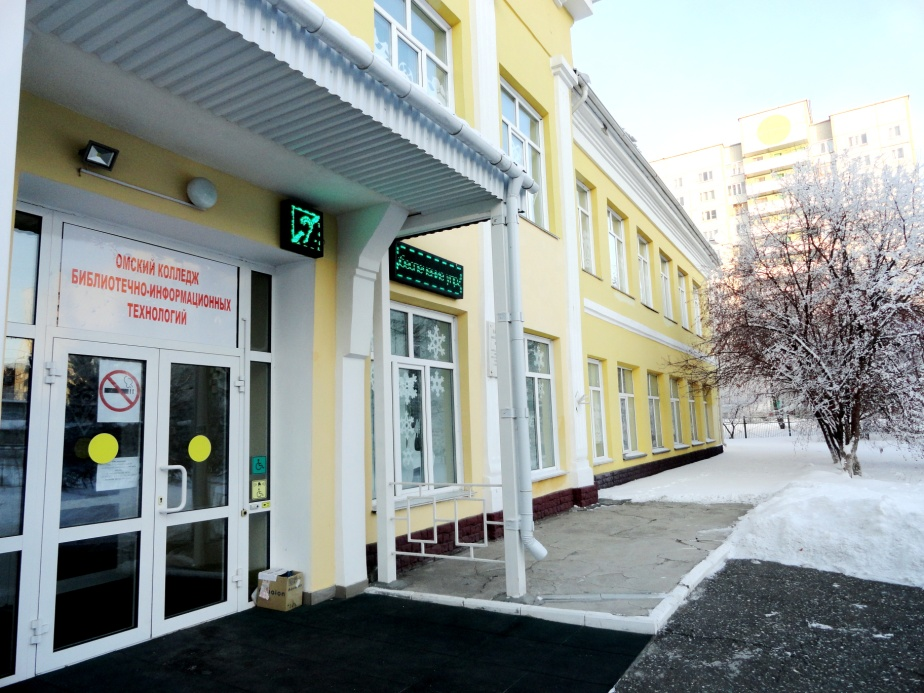 ОМСКИЙ КОЛЛЕДЖ
БИБЛИОТЕЧНО-ИНФОРМАЦИОННЫХ
ТЕХНОЛОГИЙ